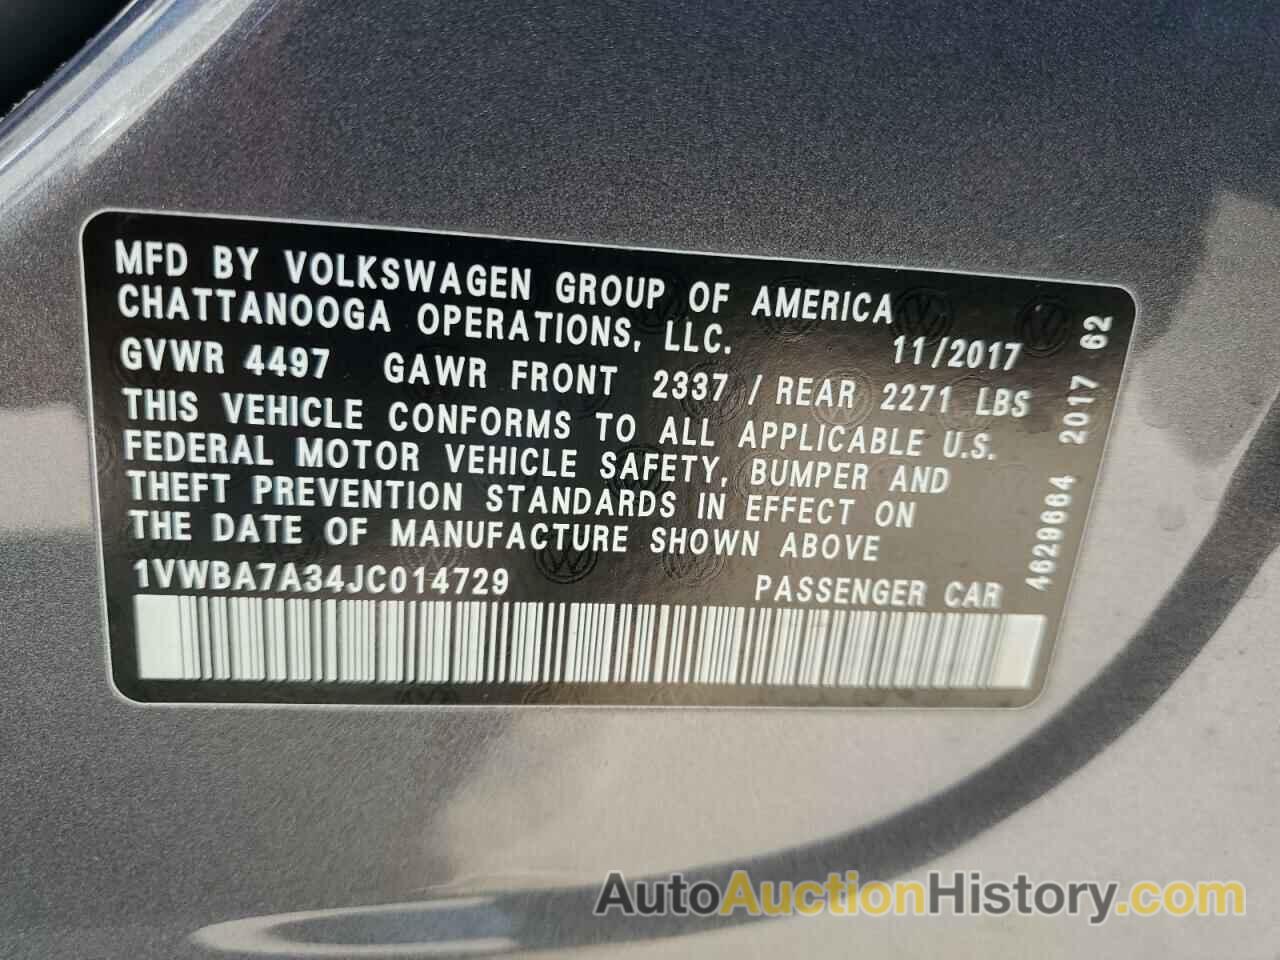 MFD BY VOLKSWAGEN GROUP OF AMERICA
CHATTANOOGA OPERATIONS, LLC.
11/2017
GVWR 4497 GAWR FRONT 2337 / REAR 2271 LBS
THIS VEHICLE CONFORMS TO ALL APPLICABLE U.S.
FEDERAL MOTOR VEHICLE SAFETY, BUMPER AND
THEFT PREVENTION STANDARDS IN EFFECT ON
THE DATE OF MANUFACTURE SHOWN ABOVE
1VWBA7A34JC014729 PASSENGER CAR
4629664 2017 62
AutoAuctionHistory.com